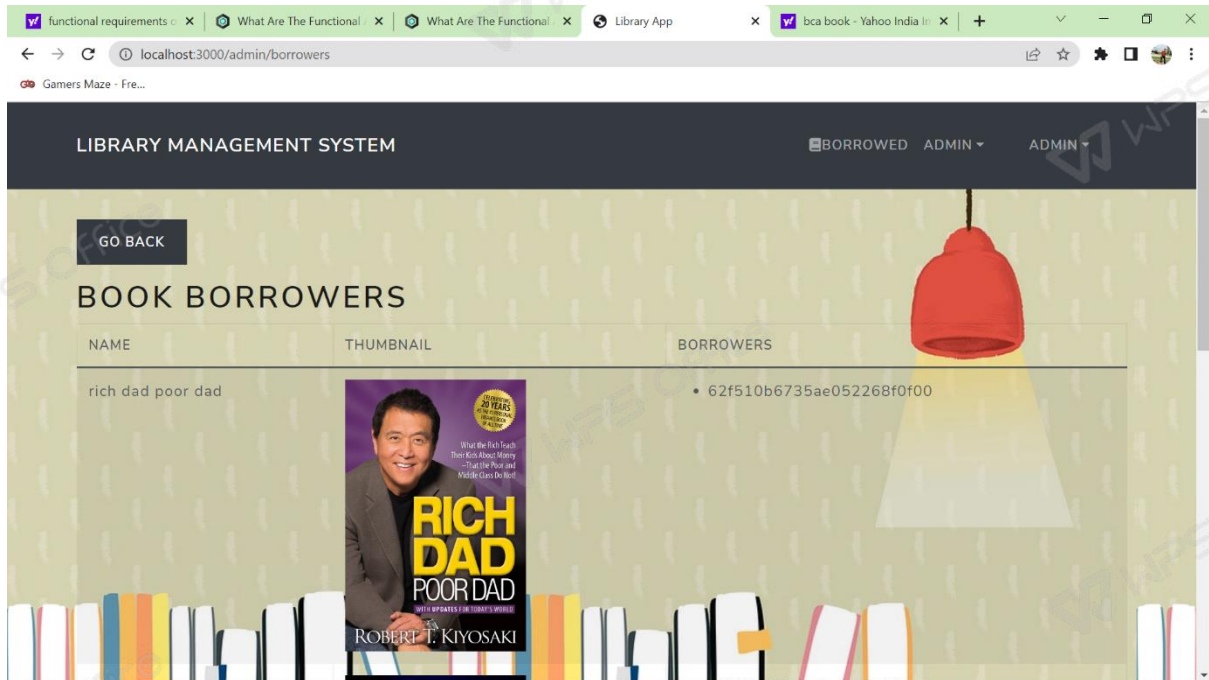 functional requirements o
What Are The Functional
What Are The Functional
Library App
bca book - Yahoo India In
localhost:3000/admin/borrowers
Gamers Maze - Fre...
LIBRARY MANAGEMENT SYSTEM
BORROWED ADMIN ADMIN
GO BACK
BOOK BORROWERS
NAME THUMBNAIL BORROWERS
rich dad poor dad
• 62f510b6735ae052268f0f00
CELEBRATING
20 YEARS
What the Rich Teach
Their Kids About Money
—That the Poor and
Middle Class Do Not!
RICH
DAD
POOR DAD
WITH UPDATES FOR TODAY'S WORLD
ROBERT T. KIYOSAKI
WPS Office